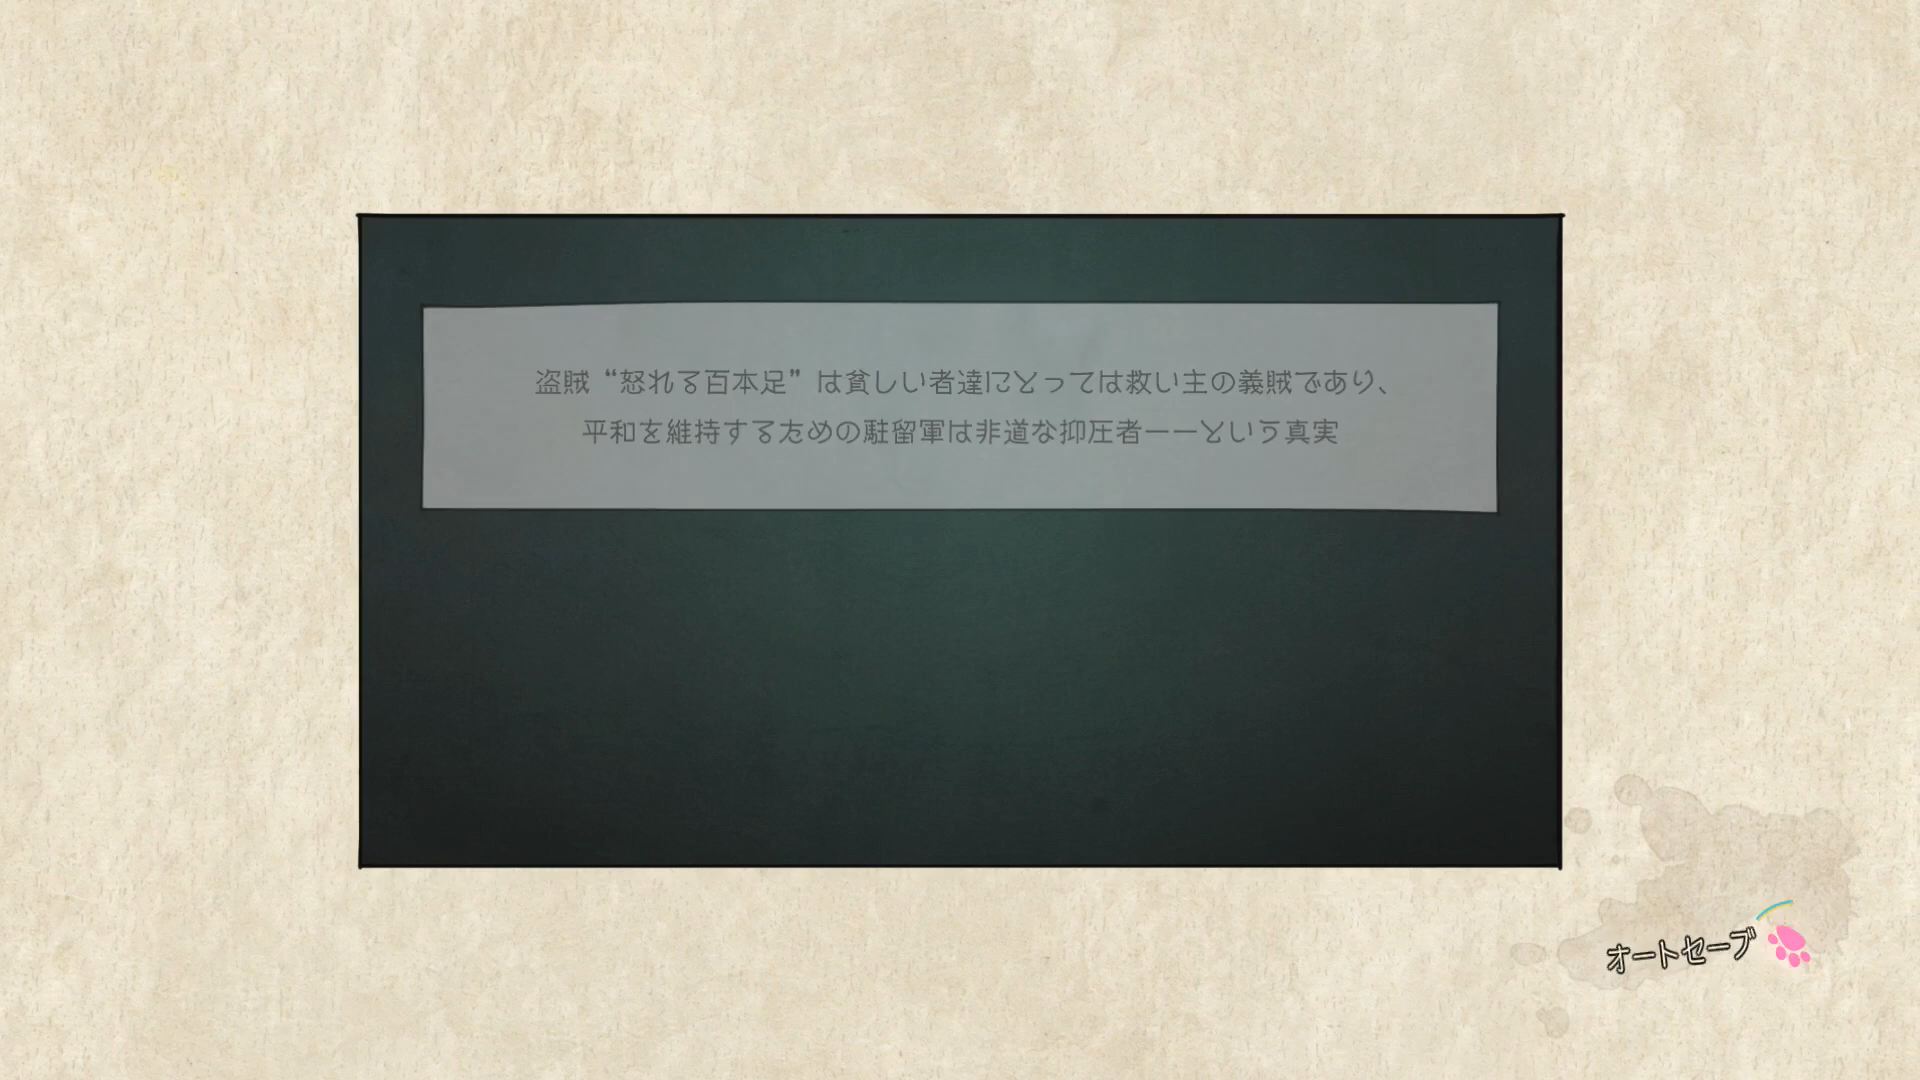 盗賊“怒れる百本足”は貧しい者達にとっては救い主の義賊であり、
平和を維持するための駐留軍は非道な抑圧者――という真実
オートセーブ